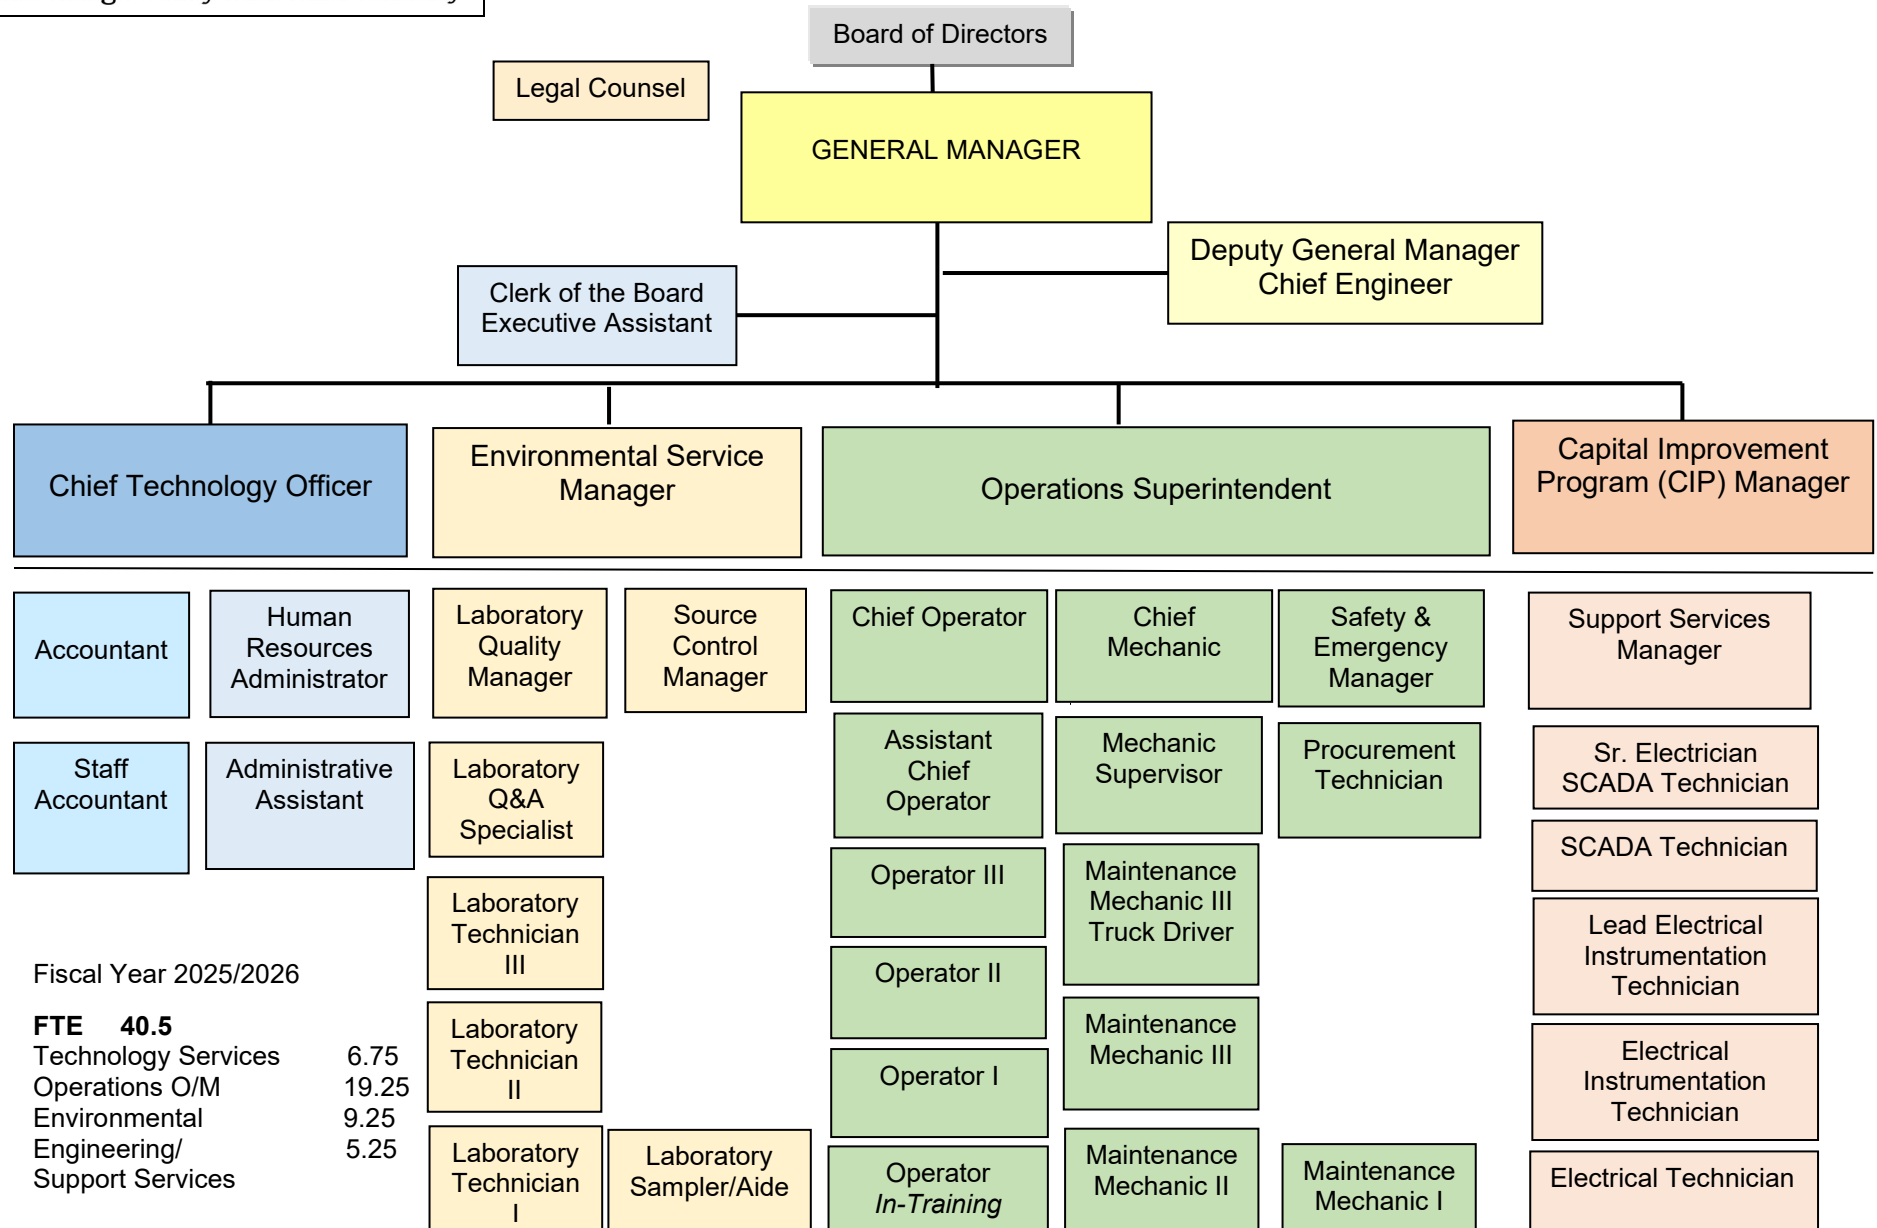 Board of Directors
Legal Counsel
GENERAL MANAGER
Deputy General Manager
Chief Engineer
Clerk of the Board
Executive Assistant
Chief Technology Officer
Environmental Service
Manager
Operations Superintendent
Capital Improvement
Program (CIP) Manager
Accountant
Human
Resources
Administrator
Laboratory
Quality
Manager
Source
Control
Manager
Chief Operator
Chief
Mechanic
Safety &
Emergency
Manager
Support Services
Manager
Staff
Accountant
Administrative
Assistant
Laboratory
Q&A
Specialist
Assistant
Chief
Operator
Mechanic
Supervisor
Procurement
Technician
Sr. Electrician
SCADA Technician
SCADA Technician
Laboratory
Technician
III
Operator III
Maintenance
Mechanic III
Truck Driver
Lead Electrical
Instrumentation
Technician
Operator II
Laboratory
Technician
II
Maintenance
Mechanic III
Electrical
Instrumentation
Technician
Operator I
Laboratory
Technician
I
Laboratory
Sampler/Aide
Operator
In-Training
Maintenance
Mechanic II
Maintenance
Mechanic I
Electrical Technician
Fiscal Year 2025/2026
FTE 40.5
Technology Services 6.75
Operations O/M 19.25
Environmental 9.25
Engineering/ 5.25
Support Services